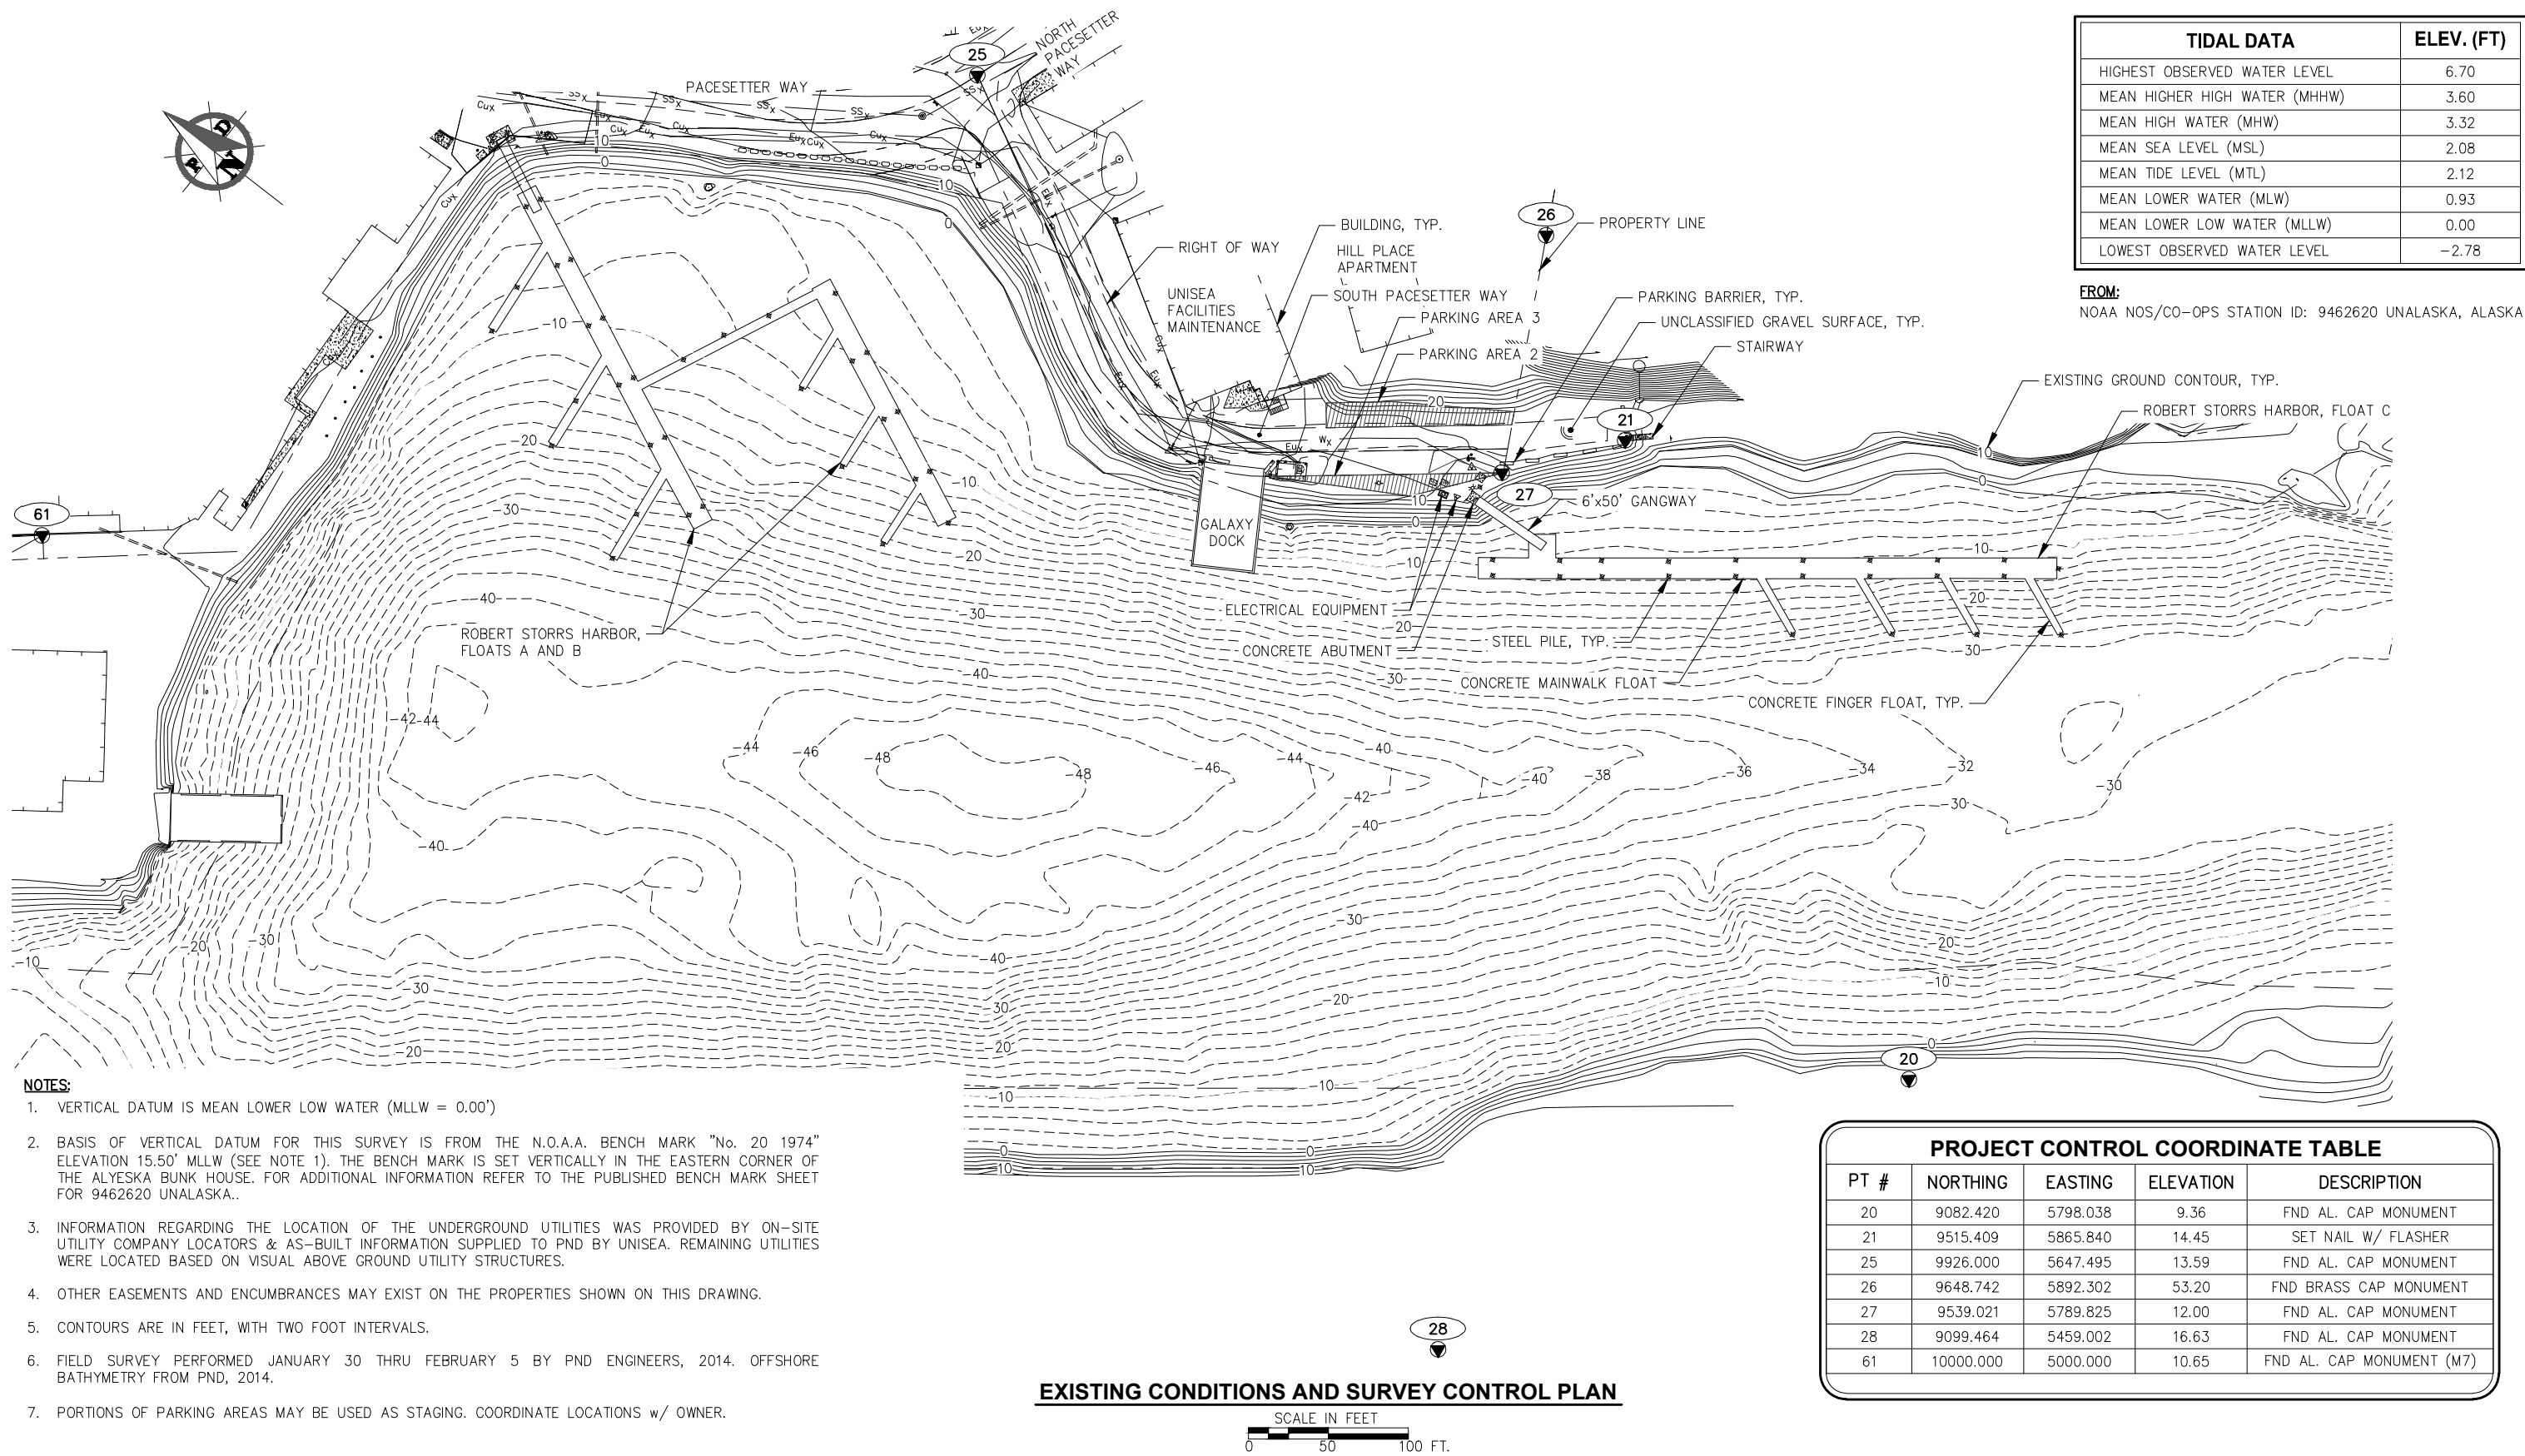 25
NORTH
PACESETTER
WAY
PACESETTER WAY
TIDAL DATA ELEV. (FT)
HIGHEST OBSERVED WATER LEVEL 6.70
MEAN HIGHER HIGH WATER (MHHW) 3.60
MEAN HIGH WATER (MHW) 3.32
MEAN SEA LEVEL (MSL) 2.08
MEAN TIDE LEVEL (MTL) 2.12
MEAN LOWER WATER (MLW) 0.93
MEAN LOWER LOW WATER (MLLW) 0.00
LOWEST OBSERVED WATER LEVEL -2.78
FROM:
NOAA NOS/CO-OPS STATION ID: 9462620 UNALASKA, ALASKA
26
PROPERTY LINE
BUILDING, TYP.
RIGHT OF WAY
HILL PLACE
APARTMENT
UNISEA
FACILITIES
MAINTENANCE
SOUTH PACESETTER WAY
PARKING AREA 3
PARKING AREA 2
PARKING BARRIER, TYP.
UNCLASSIFIED GRAVEL SURFACE, TYP.
STAIRWAY
EXISTING GROUND CONTOUR, TYP.
ROBERT STORRS HARBOR, FLOAT C
21
27
6'x50' GANGWAY
61
GALAXY
DOCK
ELECTRICAL EQUIPMENT
CONCRETE ABUTMENT
STEEL PILE, TYP.
CONCRETE MAINWALK FLOAT
CONCRETE FINGER FLOAT, TYP.
ROBERT STORRS HARBOR,
FLOATS A AND B
-42 -44
-44 -46 -48 -48 -46 -44 -40 -42 -40 -40 -38 -36 -34 -32 -30 -30
20
NOTES:
1. VERTICAL DATUM IS MEAN LOWER LOW WATER (MLLW = 0.00')
2. BASIS OF VERTICAL DATUM FOR THIS SURVEY IS FROM THE N.O.A.A. BENCH MARK "No. 20 1974"
ELEVATION 15.50' MLLW (SEE NOTE 1). THE BENCH MARK IS SET VERTICALLY IN THE EASTERN CORNER OF
THE ALYESKA BUNK HOUSE. FOR ADDITIONAL INFORMATION REFER TO THE PUBLISHED BENCH MARK SHEET
FOR 9462620 UNALASKA..
3. INFORMATION REGARDING THE LOCATION OF THE UNDERGROUND UTILITIES WAS PROVIDED BY ON-SITE
UTILITY COMPANY LOCATORS & AS-BUILT INFORMATION SUPPLIED TO PND BY UNISEA. REMAINING UTILITIES
WERE LOCATED BASED ON VISUAL ABOVE GROUND UTILITY STRUCTURES.
4. OTHER EASEMENTS AND ENCUMBRANCES MAY EXIST ON THE PROPERTIES SHOWN ON THIS DRAWING.
5. CONTOURS ARE IN FEET, WITH TWO FOOT INTERVALS.
6. FIELD SURVEY PERFORMED JANUARY 30 THRU FEBRUARY 5 BY PND ENGINEERS, 2014. OFFSHORE
BATHYMETRY FROM PND, 2014.
7. PORTIONS OF PARKING AREAS MAY BE USED AS STAGING. COORDINATE LOCATIONS w/ OWNER.
28
EXISTING CONDITIONS AND SURVEY CONTROL PLAN
SCALE IN FEET
0 50 100 FT.
PROJECT CONTROL COORDINATE TABLE
PT # NORTHING EASTING ELEVATION DESCRIPTION
20 9082.420 5798.038 9.36 FND AL. CAP MONUMENT
21 9515.409 5865.840 14.45 SET NAIL W/ FLASHER
25 9926.000 5647.495 13.59 FND AL. CAP MONUMENT
26 9648.742 5892.302 53.20 FND BRASS CAP MONUMENT
27 9539.021 5789.825 12.00 FND AL. CAP MONUMENT
28 9099.464 5459.002 16.63 FND AL. CAP MONUMENT
61 10000.000 5000.000 10.65 FND AL. CAP MONUMENT (M7)